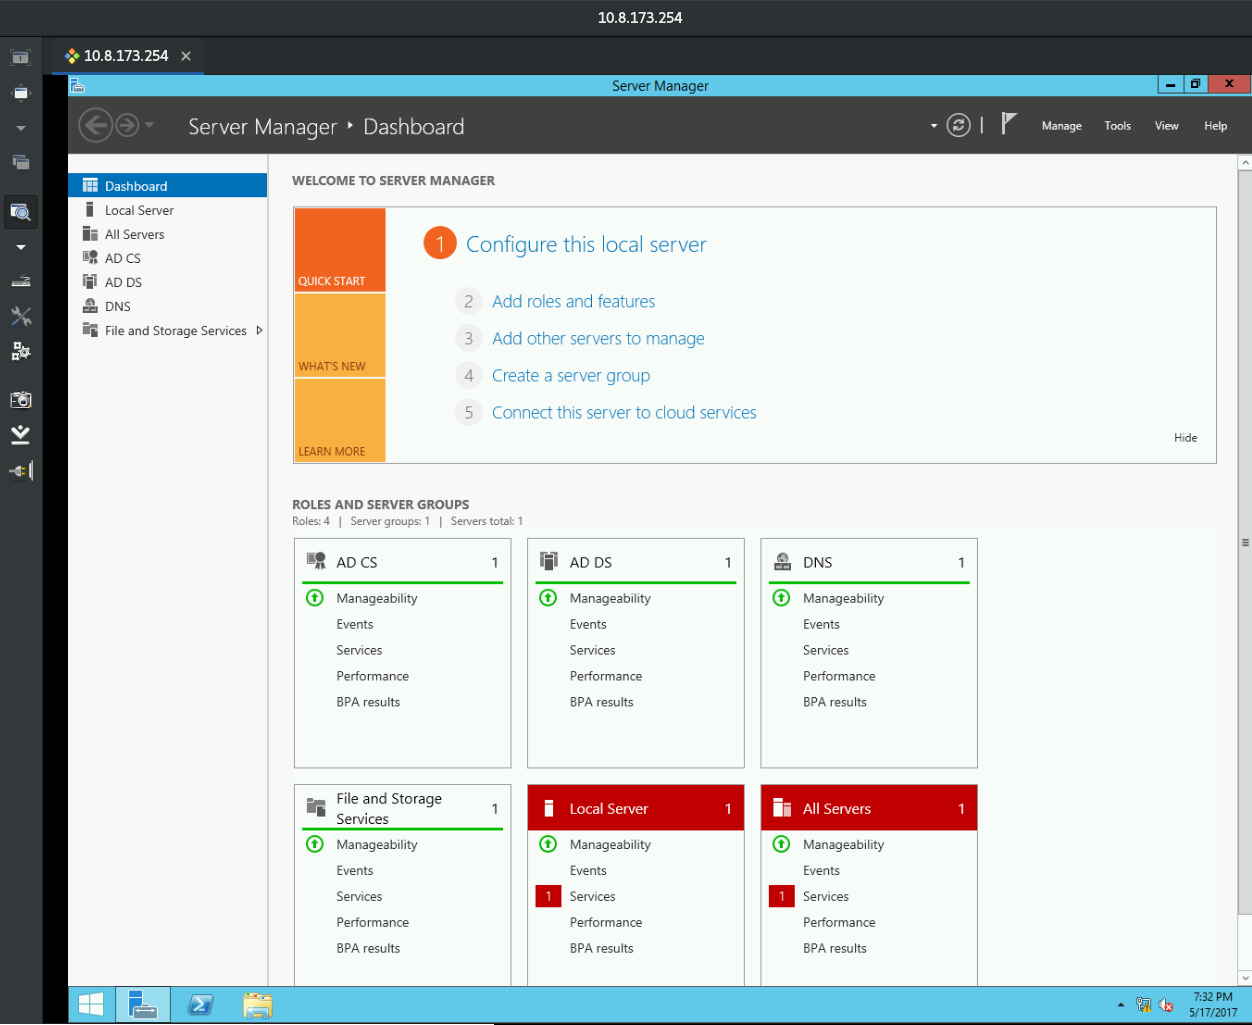 10.8.173.254
10.8.173.254
Server Manager
Server Manager Dashboard
Manage Tools View Help
Dashboard
Local Server
All Servers
AD CS
AD DS
DNS
File and Storage Services
WELCOME TO SERVER MANAGER
QUICK START
WHAT'S NEW
LEARN MORE
1 Configure this local server
2 Add roles and features
3 Add other servers to manage
4 Create a server group
5 Connect this server to cloud services
Hide
ROLES AND SERVER GROUPS
Roles: 4 | Server groups: 1 | Servers total: 1
AD CS 1
Manageability
Events
Services
Performance
BPA results
AD DS 1
Manageability
Events
Services
Performance
BPA results
DNS 1
Manageability
Events
Services
Performance
BPA results
File and Storage
Services 1
Manageability
Events
Services
Performance
BPA results
Local Server 1
Manageability
Events
1 Services
Performance
BPA results
All Servers 1
Manageability
Events
1 Services
Performance
BPA results
7:32 PM
5/17/2017